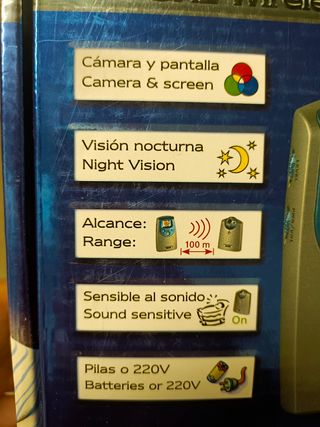 Cámara y pantalla
Camera & screen
Visión nocturna
Night Vision
Alcance:
Range:
100 m
Sensible al sonido
Sound sensitive
On
Pilas o 220V
Batteries or 220V